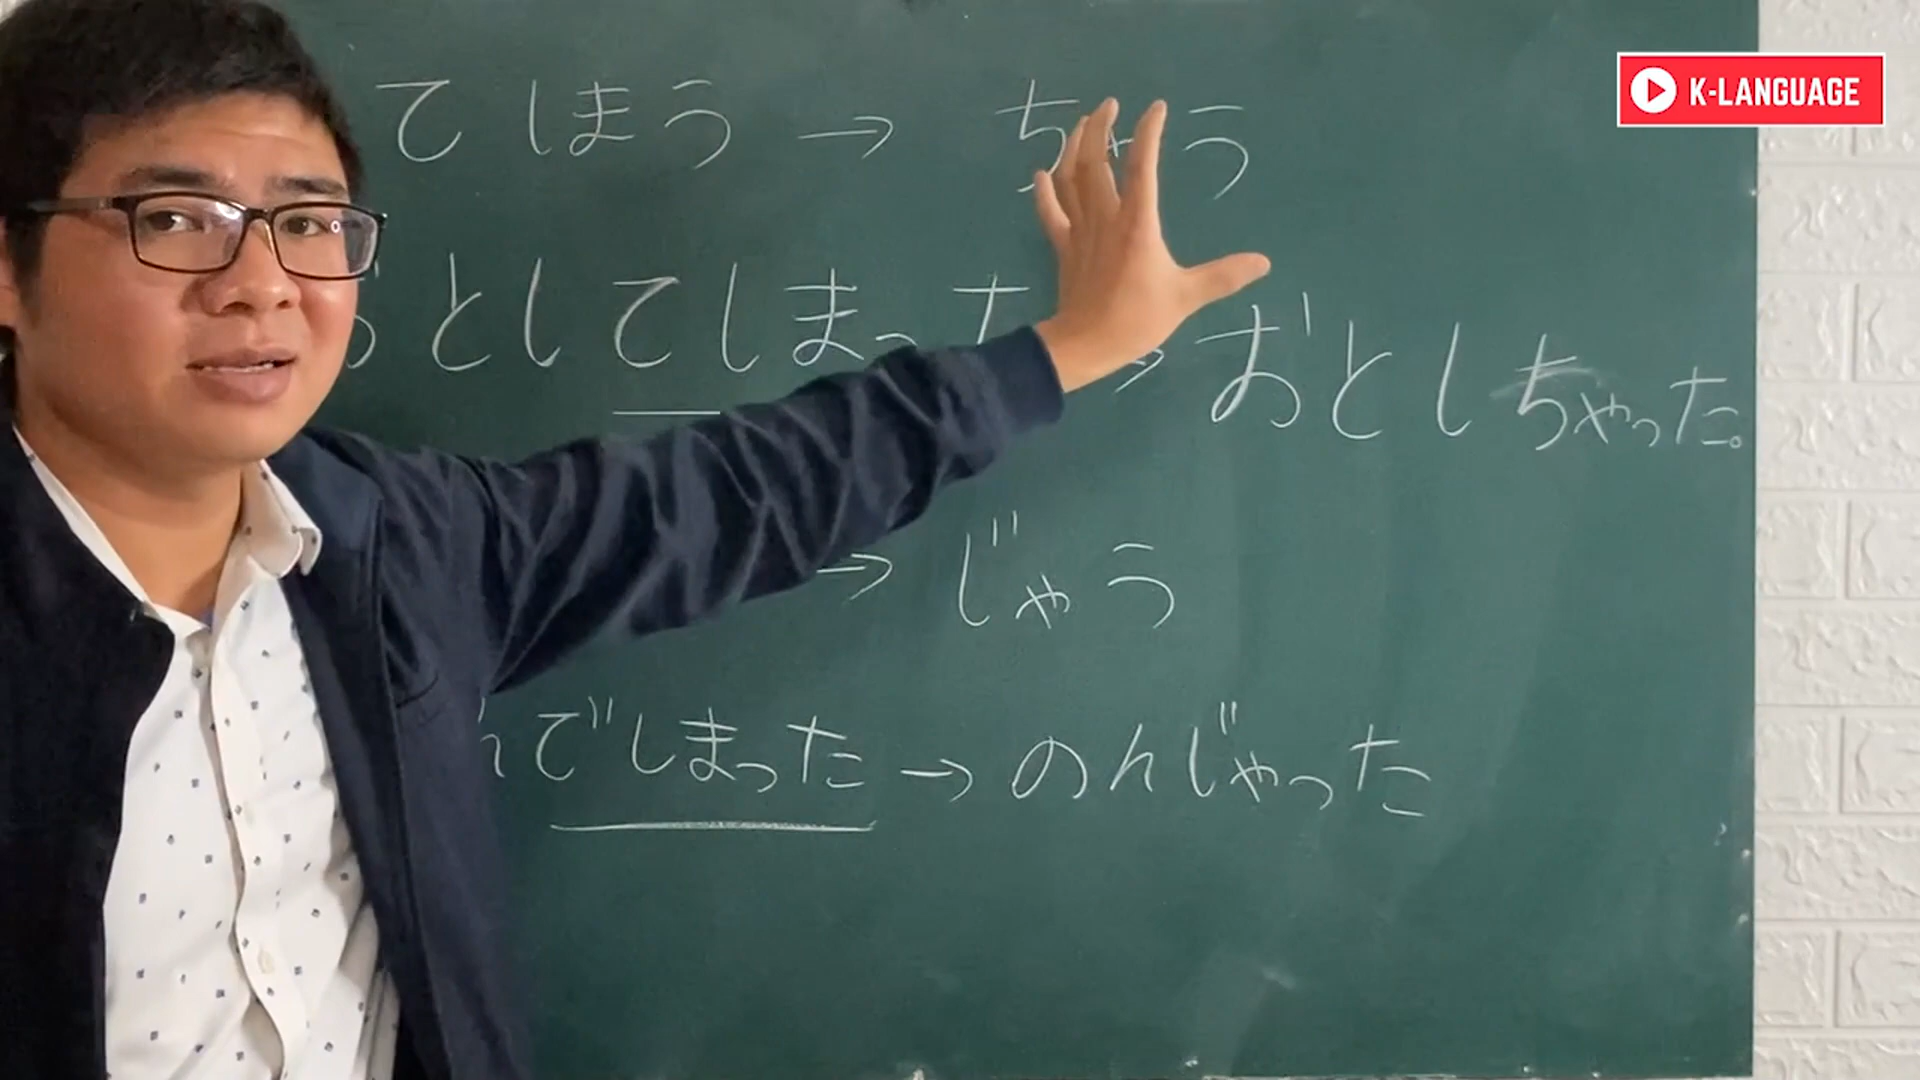 K-LANGUAGE
てしまう → ちゃう
おとしてしまった → おとしちゃった。
→ じゃう
んでしまった → のんじゃった